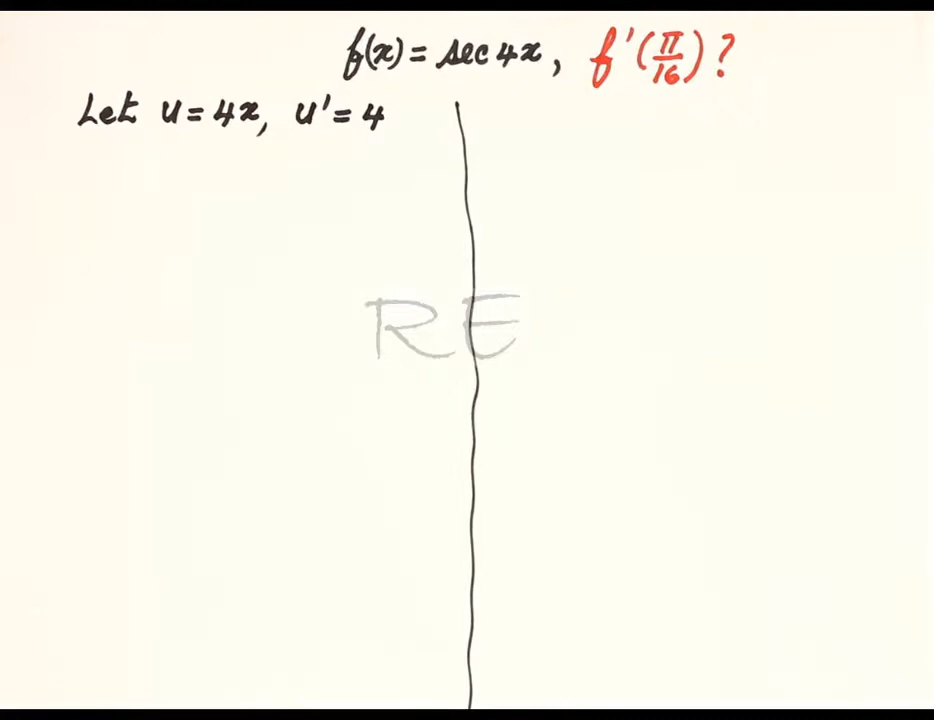 f(x) = sec 4x, f'(π/16)?
Let u = 4x, u' = 4
RE